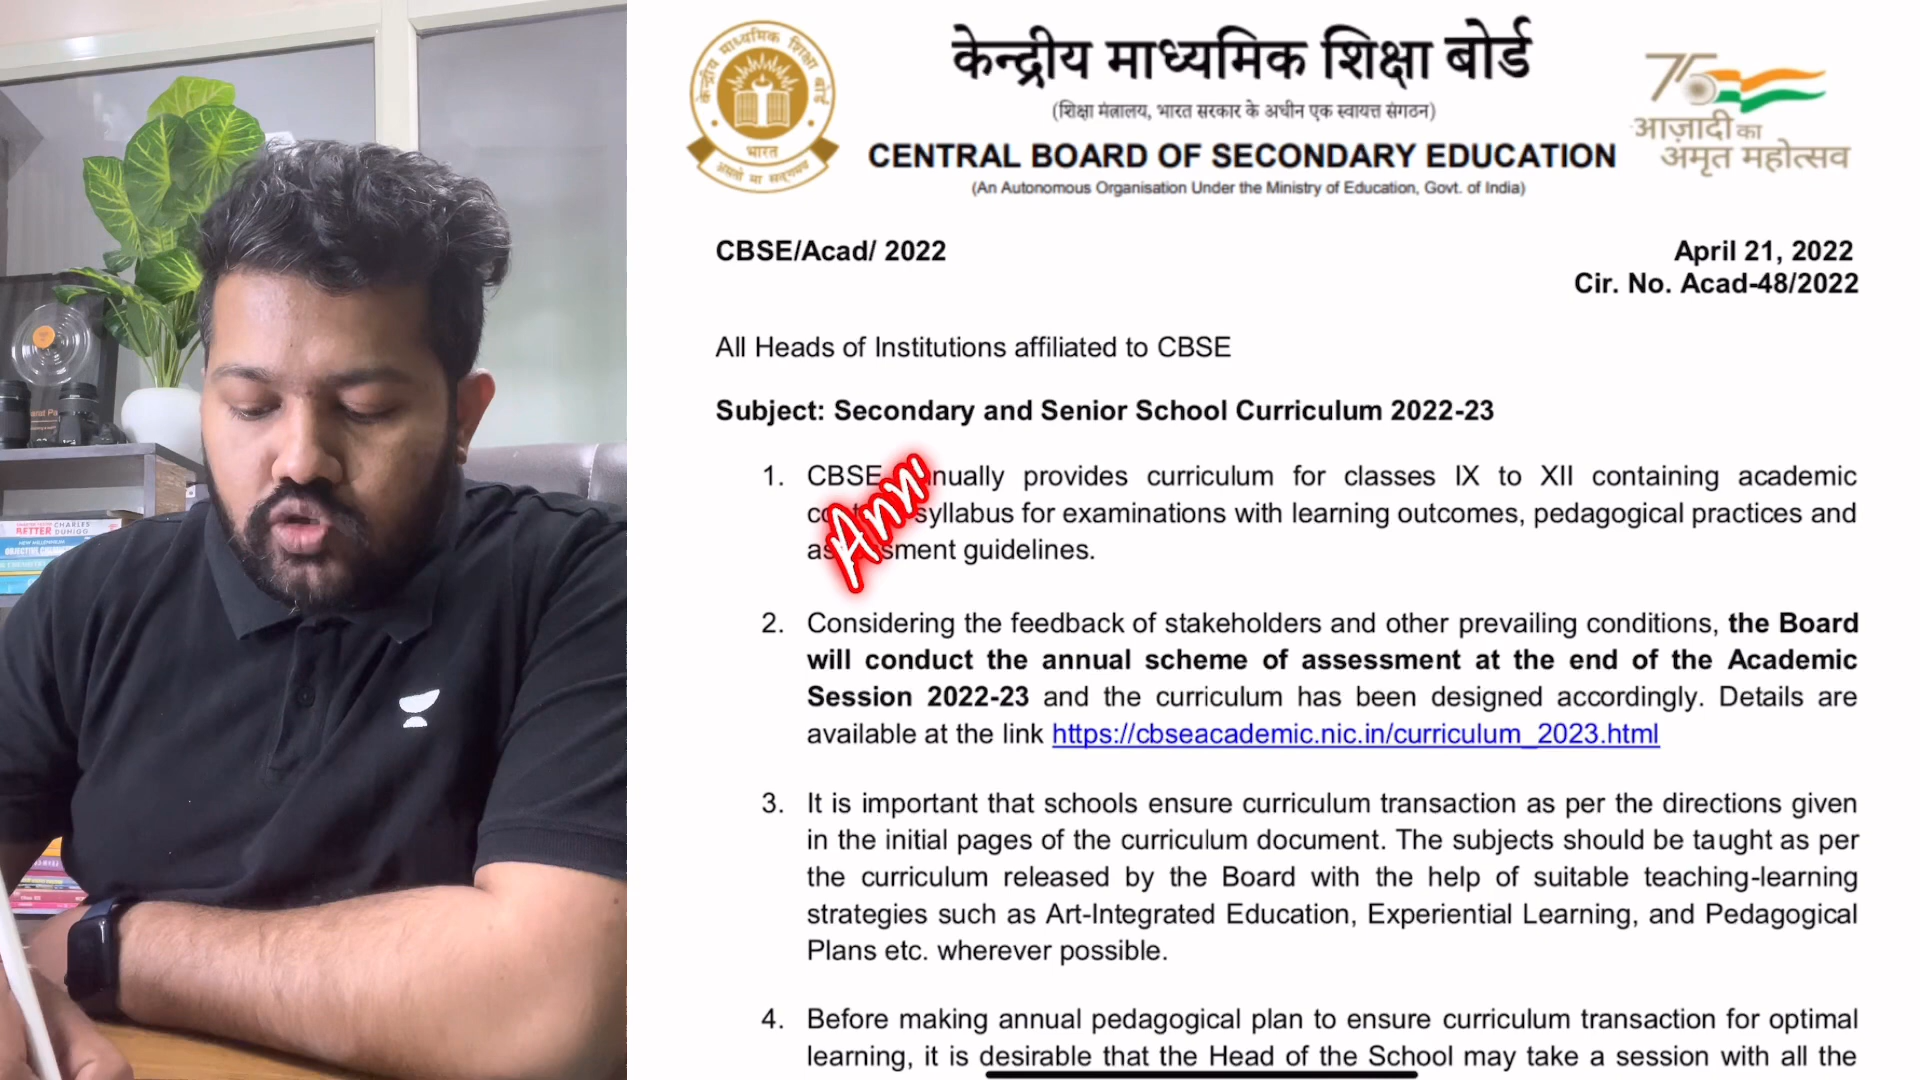 केन्द्रीय माध्यमिक शिक्षा बोर्ड
(शिक्षा मंत्रालय, भारत सरकार के अधीन एक स्वायत्त संगठन)
CENTRAL BOARD OF SECONDARY EDUCATION
(An Autonomous Organisation Under the Ministry of Education, Govt. of India)
केन्द्रीय माध्यमिक शिक्षा बोर्ड
भारत
असतो मा सद्गमय
75
आज़ादी का
अमृत महोत्सव
CBSE/Acad/ 2022
April 21, 2022
Cir. No. Acad-48/2022
All Heads of Institutions affiliated to CBSE
Subject: Secondary and Senior School Curriculum 2022-23
1. CBSE nually provides curriculum for classes IX to XII containing academic
syllabus for examinations with learning outcomes, pedagogical practices and
sment guidelines.
Ann
2. Considering the feedback of stakeholders and other prevailing conditions, the Board
will conduct the annual scheme of assessment at the end of the Academic
Session 2022-23 and the curriculum has been designed accordingly. Details are
available at the link https://cbseacademic.nic.in/curriculum_2023.html
3. It is important that schools ensure curriculum transaction as per the directions given
in the initial pages of the curriculum document. The subjects should be taught as per
the curriculum released by the Board with the help of suitable teaching-learning
strategies such as Art-Integrated Education, Experiential Learning, and Pedagogical
Plans etc. wherever possible.
4. Before making annual pedagogical plan to ensure curriculum transaction for optimal
learning, it is desirable that the Head of the School may take a session with all the
BETTER CHARLES DUHIGG